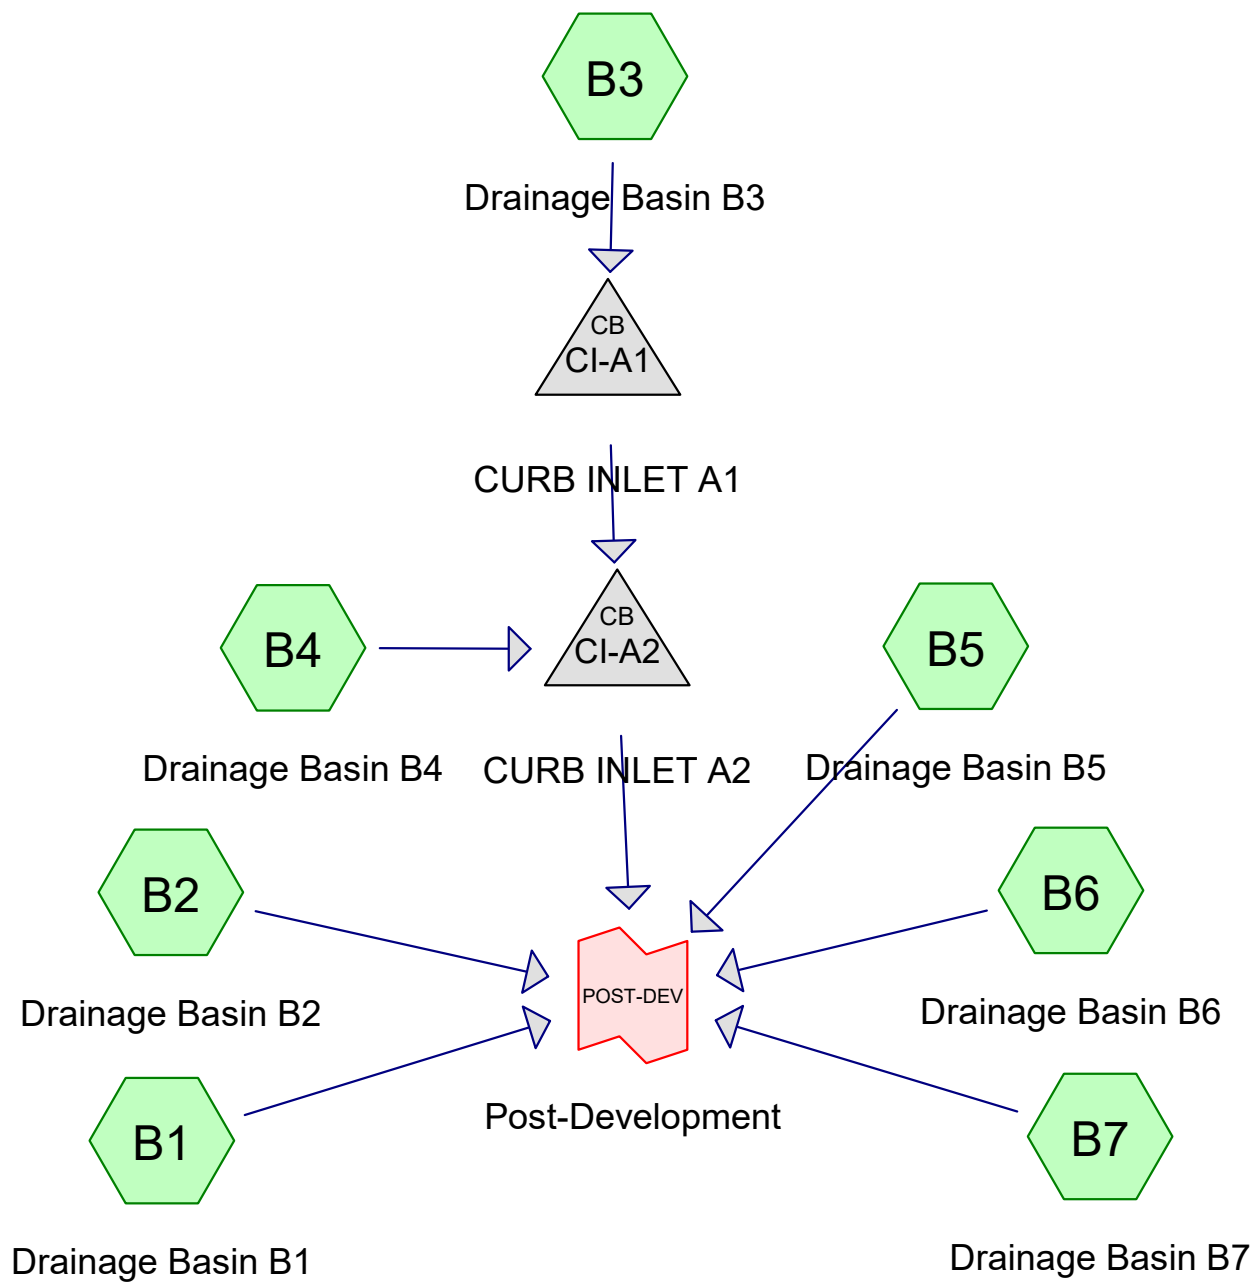 B3
Drainage Basin B3
CB
CI-A1
CURB INLET A1
B4
CB
CI-A2
B5
Drainage Basin B4
CURB INLET A2
Drainage Basin B5
B2
B6
POST-DEV
Drainage Basin B2
Drainage Basin B6
Post-Development
B1
B7
Drainage Basin B1
Drainage Basin B7